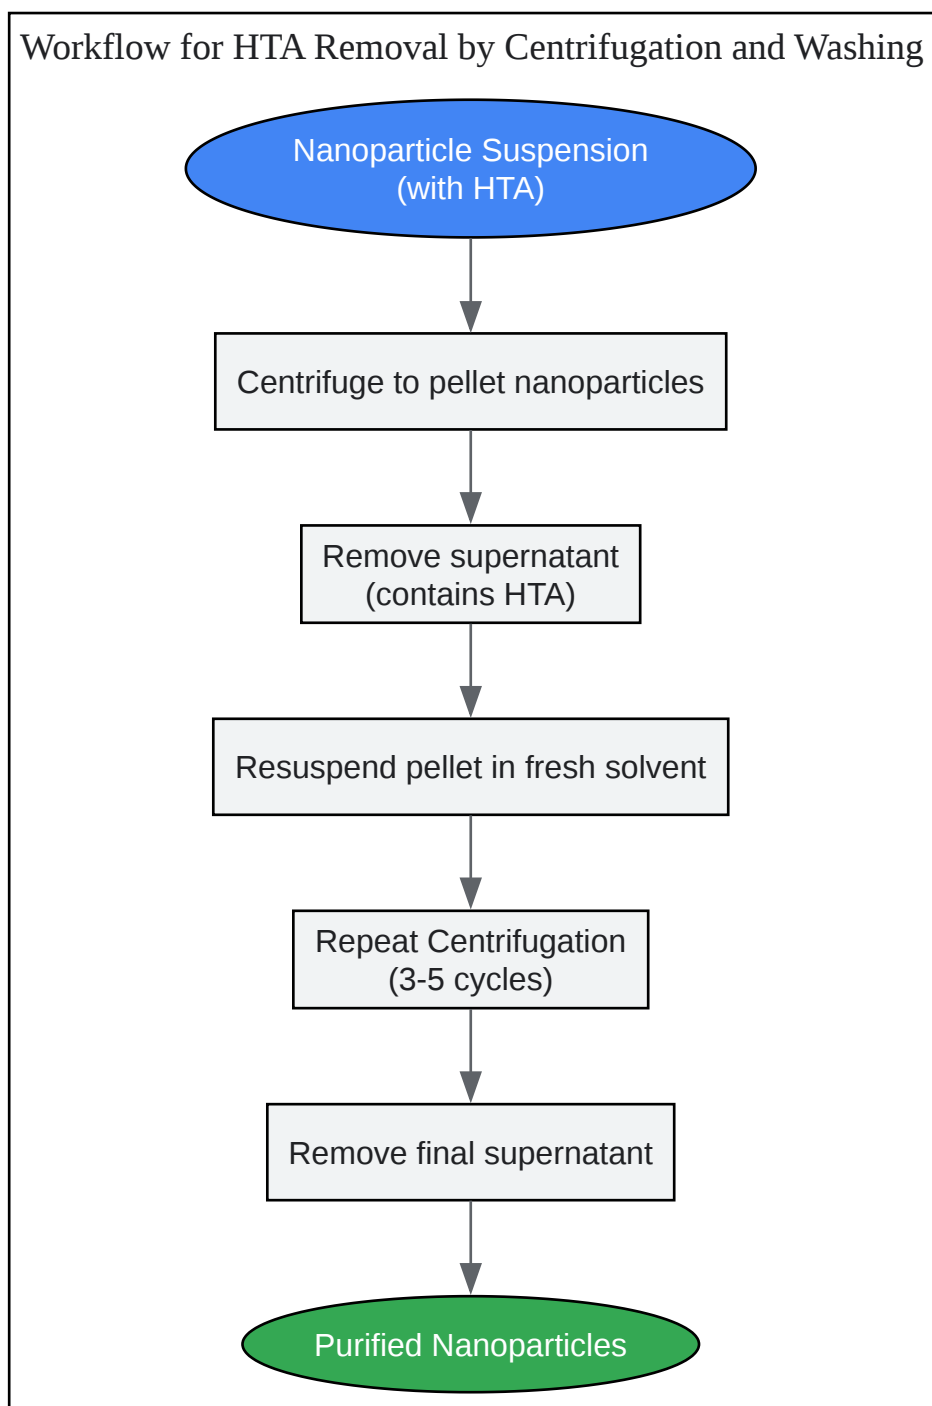 Workflow for HTA Removal by Centrifugation and Washing
Nanoparticle Suspension
(with HTA)
Centrifuge to pellet nanoparticles
Remove supernatant
(contains HTA)
Resuspend pellet in fresh solvent
Repeat Centrifugation
(3-5 cycles)
Remove final supernatant
Purified Nanoparticles